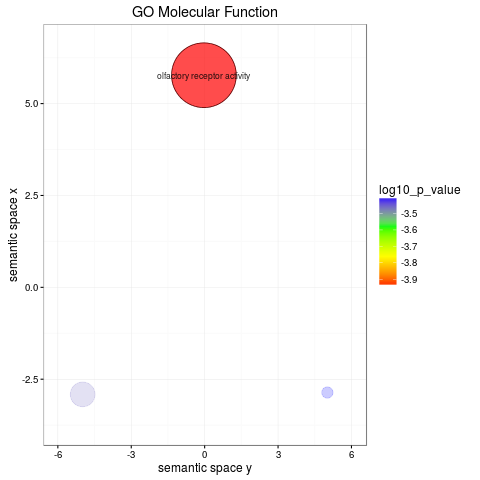 GO Molecular Function
olfactory receptor activity
5.0
2.5
0.0
-2.5
semantic space x
-6
-3
0
3
6
semantic space y
log10_p_value
-3.5
-3.6
-3.7
-3.8
-3.9